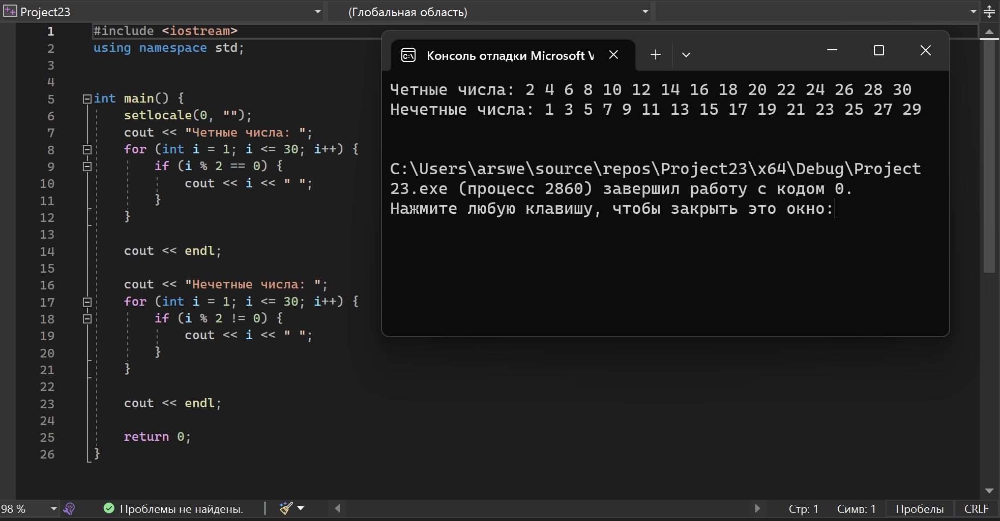 Project23
(Глобальная область)
1 #include <iostream>
2 using namespace std;
3
4
5 int main() {
6 setlocale(0, "");
7 cout << "Четные числа: ";
8 for (int i = 1; i <= 30; i++) {
9 if (i % 2 == 0) {
10 cout << i << " ";
11 }
12 }
13
14 cout << endl;
15
16 cout << "Нечетные числа: ";
17 for (int i = 1; i <= 30; i++) {
18 if (i % 2 != 0) {
19 cout << i << " ";
20 }
21 }
22
23 cout << endl;
24
25 return 0;
26 }
Консоль отладки Microsoft V
Четные числа: 2 4 6 8 10 12 14 16 18 20 22 24 26 28 30
Нечетные числа: 1 3 5 7 9 11 13 15 17 19 21 23 25 27 29
C:\Users\arswe\source\repos\Project23\x64\Debug\Project
23.exe (процесс 2860) завершил работу с кодом 0.
Нажмите любую клавишу, чтобы закрыть это окно:
98 %
Проблемы не найдены.
Стр: 1
Симв: 1
Пробелы
CRLF